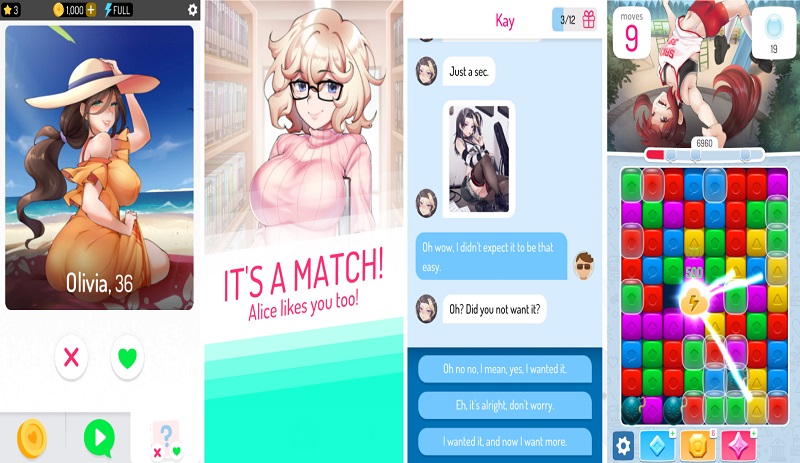 3
1,000
FULL
Olivia, 36
?
IT'S A MATCH!
Alice likes you too!
Kay
3/12
Just a sec.
Oh wow, I didn't expect it to be that
easy.
Oh? Did you not want it?
Oh no no, I mean, yes, I wanted it.
Eh, it's alright, don't worry.
I wanted it, and now I want more.
moves
9
19
6960
500
6